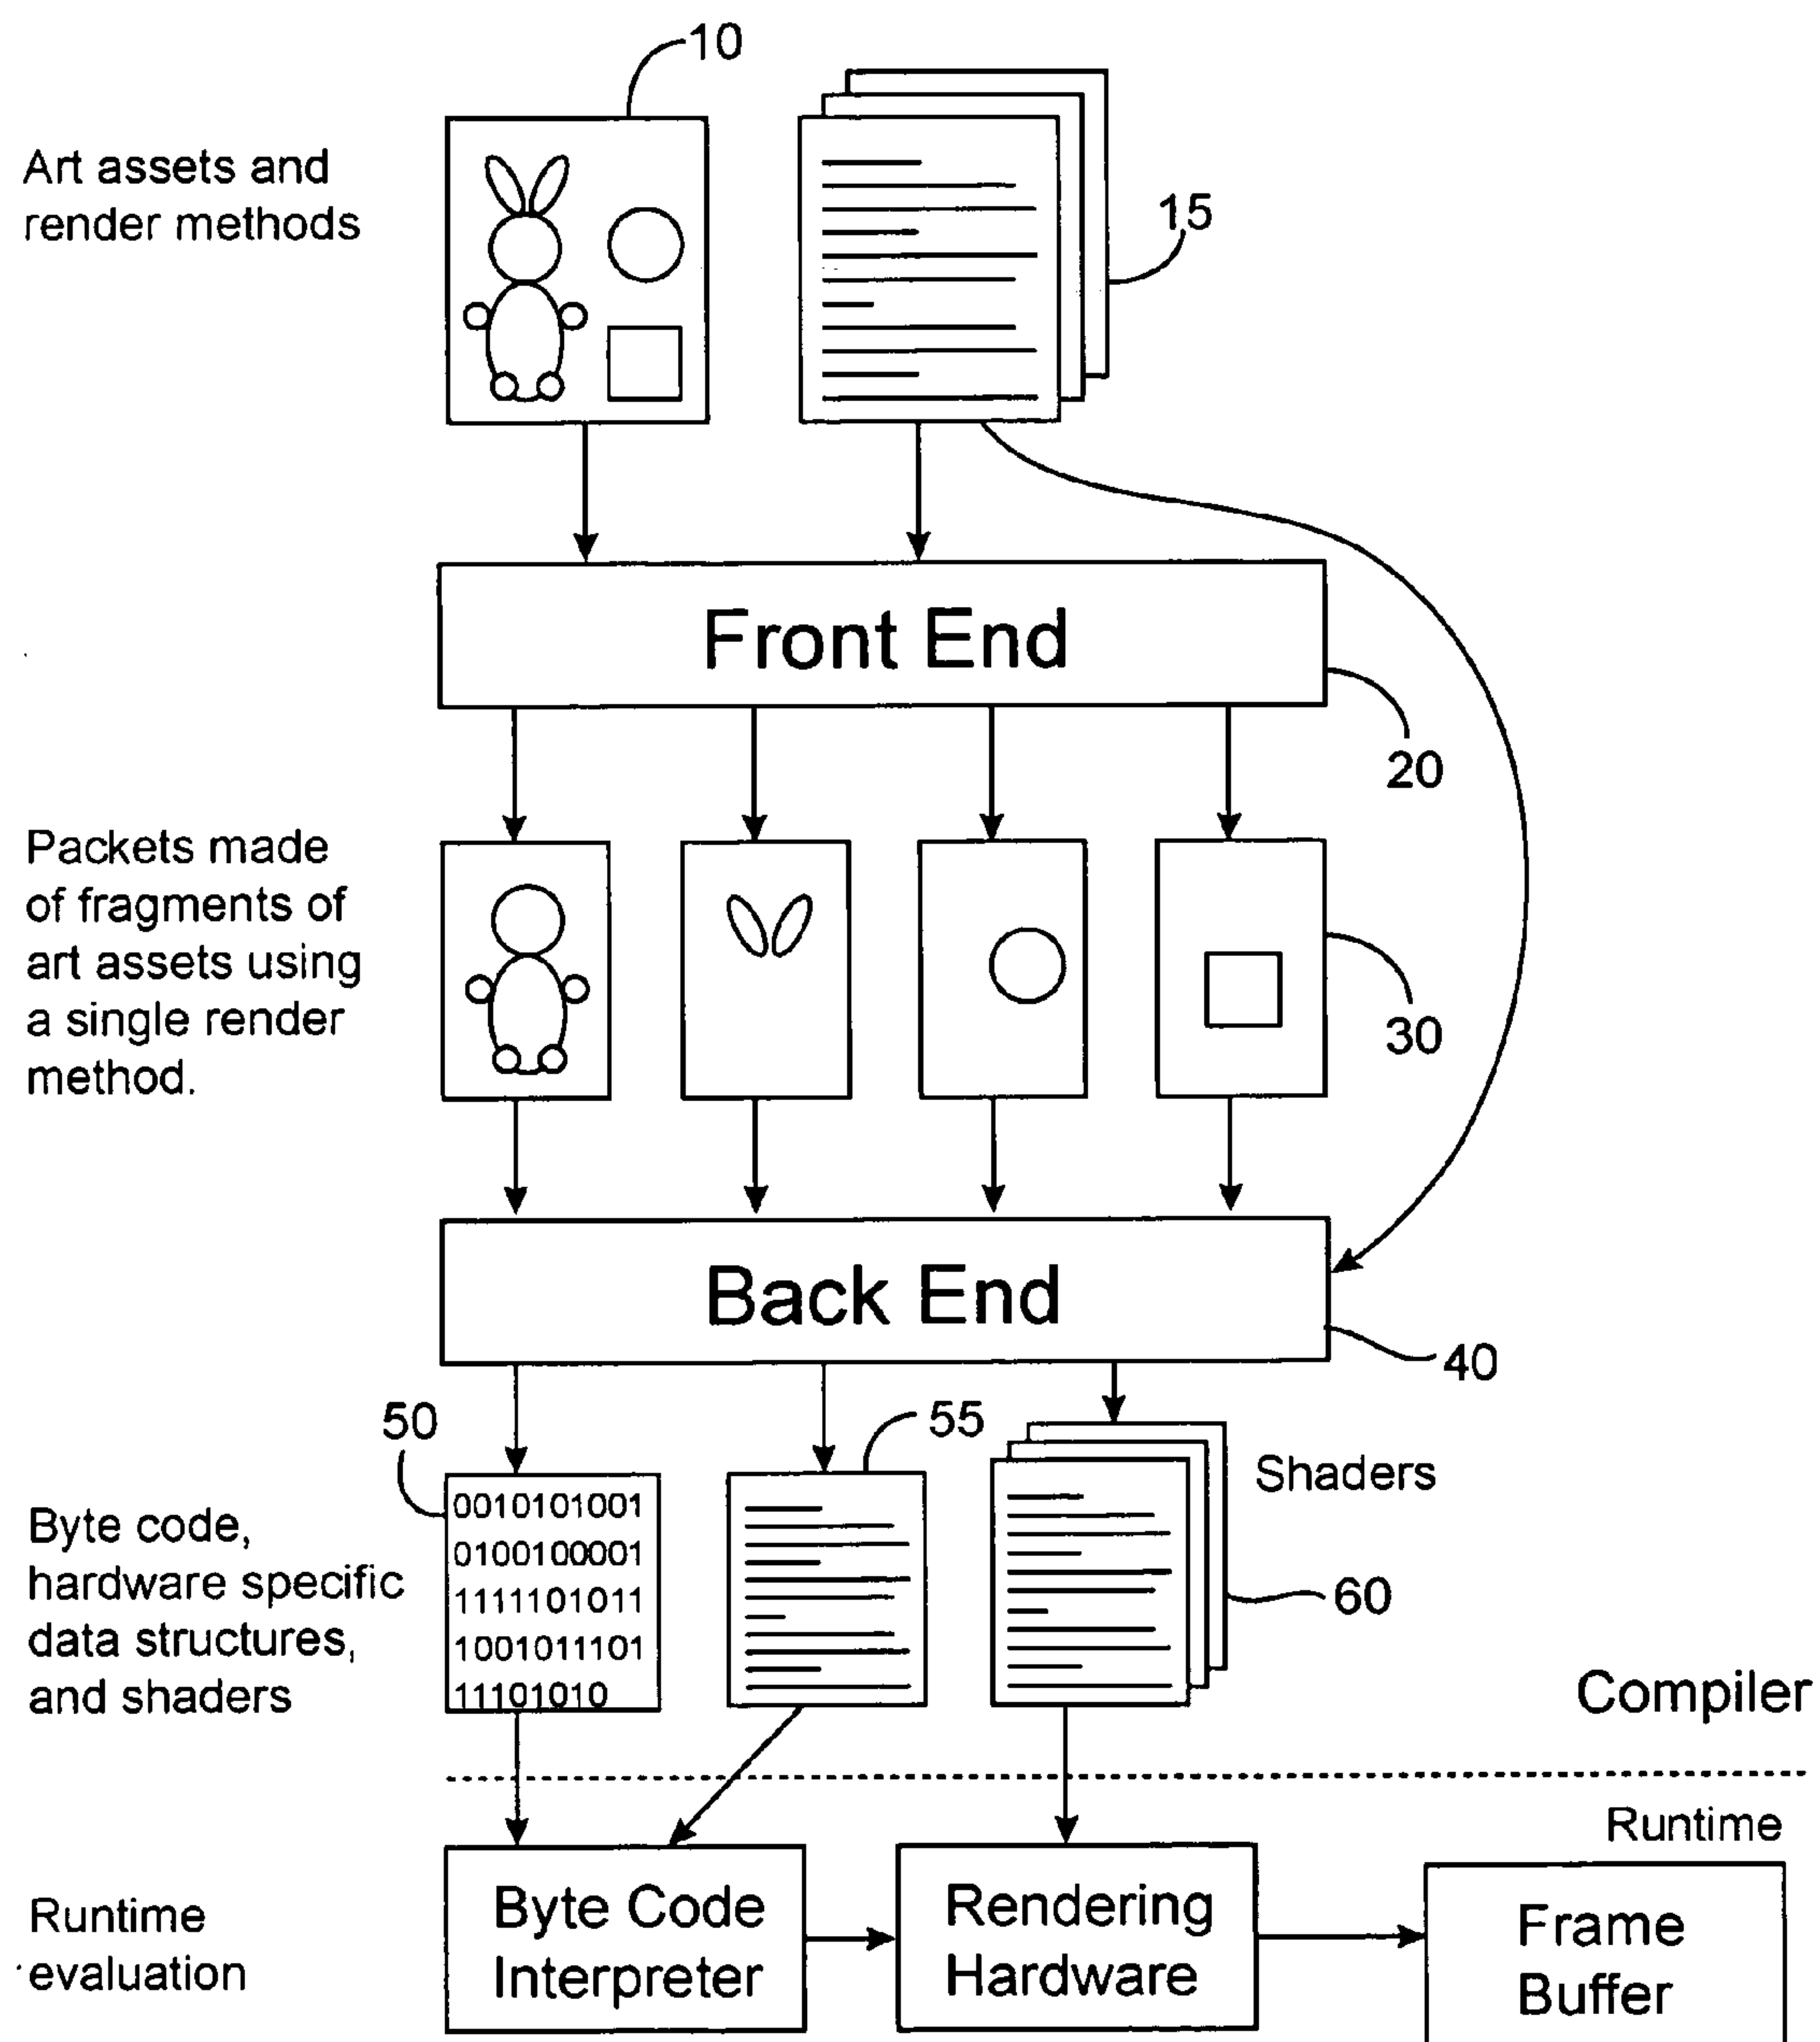 10
Art assets and
render methods
15
Front End
20
Packets made
of fragments of
art assets using
a single render
method.
30
Back End
40
50
55
Shaders
0010101001
0100100001
1111101011
1001011101
11101010
Byte code,
hardware specific
data structures,
and shaders
60
Compiler
Runtime
Runtime
evaluation
Byte Code
Interpreter
Rendering
Hardware
Frame
Buffer